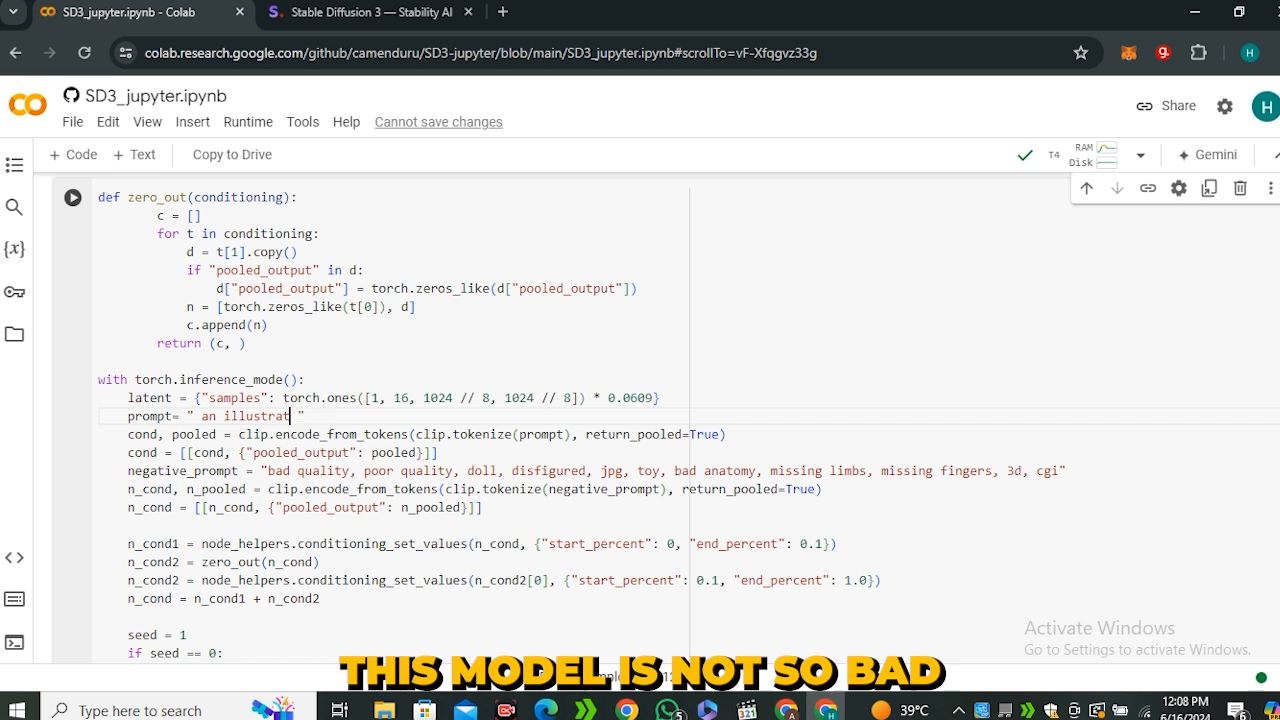 SD3_jupyter.ipynb - Colab
Stable Diffusion 3 — Stability AI
colab.research.google.com/github/camenduru/SD3-jupyter/blob/main/SD3_jupyter.ipynb#scrollTo=vF-Xfqgvz33g
g
H
SD3_jupyter.ipynb
Share
H
File Edit View Insert Runtime Tools Help Cannot save changes
+ Code + Text Copy to Drive
T4
RAM
Disk
Gemini
def zero_out(conditioning):
c = []
for t in conditioning:
d = t[1].copy()
if "pooled_output" in d:
d["pooled_output"] = torch.zeros_like(d["pooled_output"])
n = [torch.zeros_like(t[0]), d]
c.append(n)
return (c, )
with torch.inference_mode():
latent = {"samples": torch.ones([1, 16, 1024 // 8, 1024 // 8]) * 0.0609}
prompt= " an illustrat "
cond, pooled = clip.encode_from_tokens(clip.tokenize(prompt), return_pooled=True)
cond = [[cond, {"pooled_output": pooled}]]
negative_prompt = "bad quality, poor quality, doll, disfigured, jpg, toy, bad anatomy, missing limbs, missing fingers, 3d, cgi"
n_cond, n_pooled = clip.encode_from_tokens(clip.tokenize(negative_prompt), return_pooled=True)
n_cond = [[n_cond, {"pooled_output": n_pooled}]]
n_cond1 = node_helpers.conditioning_set_values(n_cond, {"start_percent": 0, "end_percent": 0.1})
n_cond2 = zero_out(n_cond)
n_cond2 = node_helpers.conditioning_set_values(n_cond2[0], {"start_percent": 0.1, "end_percent": 1.0})
n_cond = n_cond1 + n_cond2
seed = 1
if seed == 0:
Activate Windows
Go to Settings to activate Windows.
THIS MODEL IS NOT SO BAD
Type here to search
39°C
12:08 PM
6/16/2024